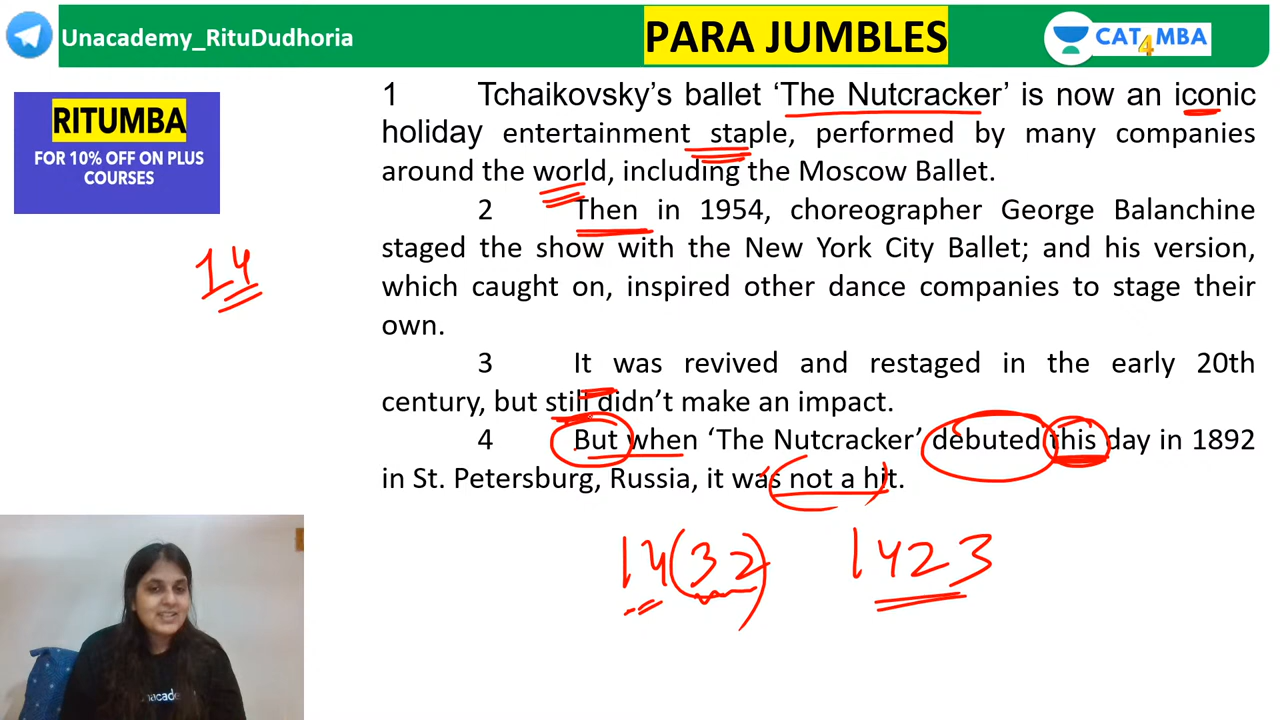 Unacademy_RituDudhoria
PARA JUMBLES
CAT4MBA
RITUMBA
FOR 10% OFF ON PLUS
COURSES
1 Tchaikovsky’s ballet ‘The Nutcracker’ is now an iconic
holiday entertainment staple, performed by many companies
around the world, including the Moscow Ballet.
2 Then in 1954, choreographer George Balanchine
staged the show with the New York City Ballet; and his version,
which caught on, inspired other dance companies to stage their
own.
3 It was revived and restaged in the early 20th
century, but still didn’t make an impact.
4 But when ‘The Nutcracker’ debuted this day in 1892
in St. Petersburg, Russia, it was not a hit.
14
14(32) 1423